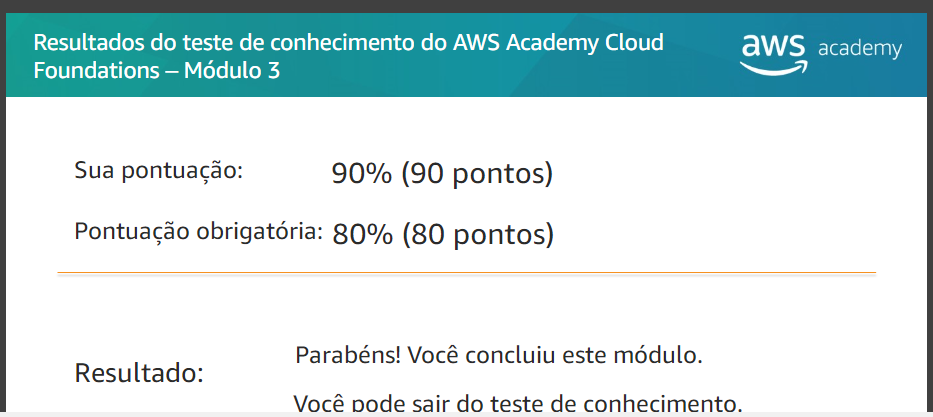 Resultados do teste de conhecimento do AWS Academy Cloud
Foundations – Módulo 3
aws academy
Sua pontuação: 90% (90 pontos)
Pontuação obrigatória: 80% (80 pontos)
Resultado:
Parabéns! Você concluiu este módulo.
Você pode sair do teste de conhecimento.